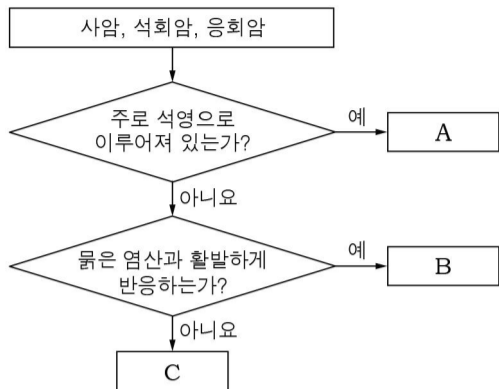 사암, 석회암, 응회암
주로 석영으로
이루어져 있는가?
예
A
아니요
묽은 염산과 활발하게
반응하는가?
예
B
아니요
C